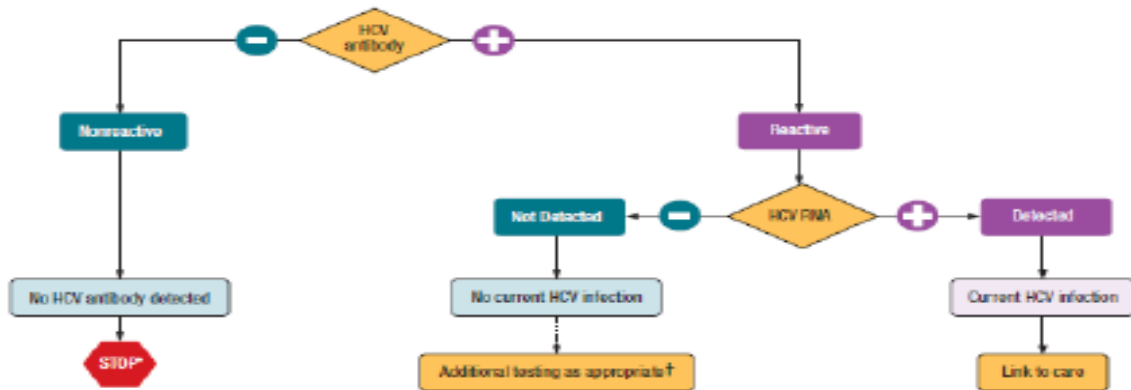 HCV
antibody
Nonreactive
Reactive
Not Detected
HCV RNA
Detected
No HCV antibody detected
No current HCV infection
Current HCV infection
STOP*
Additional testing as appropriate†
Link to care